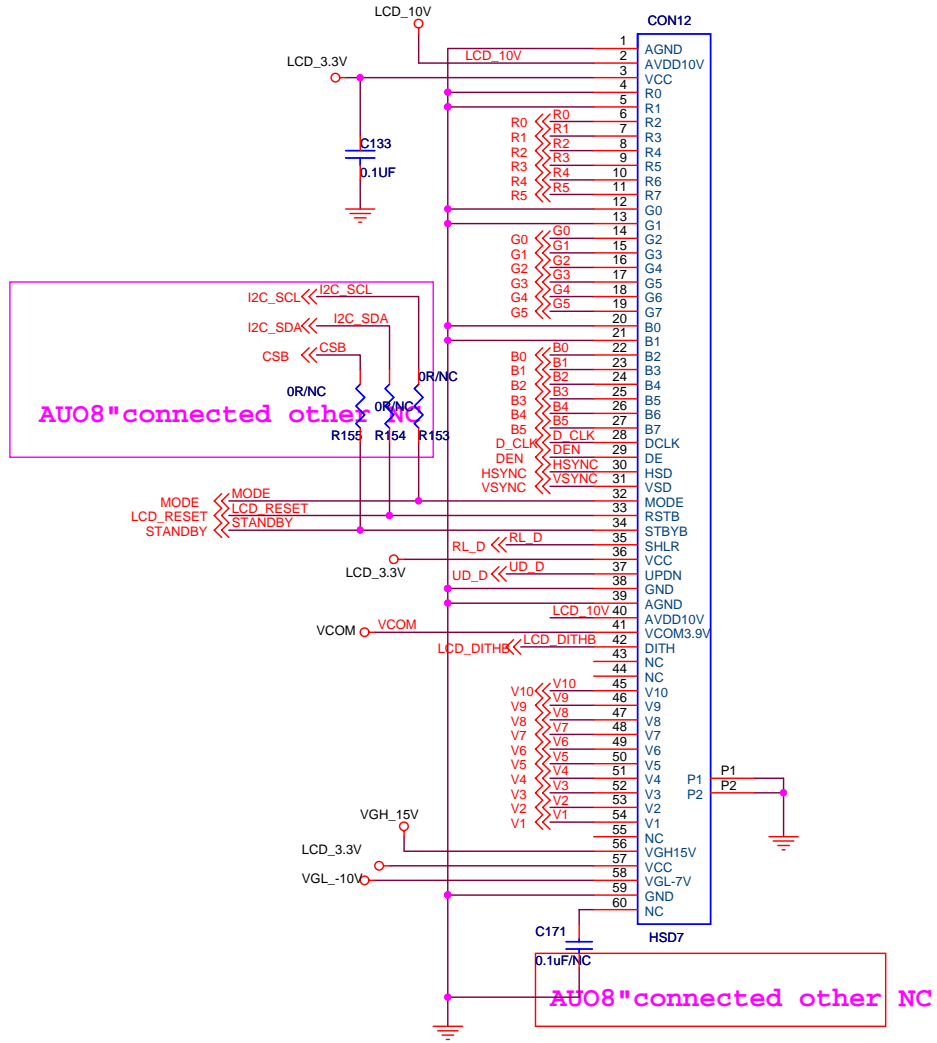 LCD_10V
CON12
1 AGND
LCD_10V 2 AVDD10V
LCD_3.3V 3 VCC
4 R0
5 R1
R0 R0 6 R2
R1 R1 7 R3
C133
R2 R2 8 R4
R3 R3 9 R5
0.1UF
R4 R4 10 R6
R5 R5 11 R7
12 G0
13 G1
G0 G0 14 G2
G1 G1 15 G3
G2 G2 16 G4
G3 G3 17 G5
I2C_SCL I2C_SCL
G4 G4 18 G6
G5 G5 19 G7
I2C_SDA I2C_SDA
20 B0
21 B1
CSB CSB
B0 B0 22 B2
B1 B1 23 B3
0R/NC
B2 B2 24 B4
0R/NC
B3 B3 25 B5
0R/NC
AUO8"connected other NC
B4 B4 26 B6
B5 B5 27 B7
R155 R154 R153
D_CLK D_CLK 28 DCLK
DEN DEN 29 DE
HSYNC HSYNC 30 HSD
VSYNC VSYNC 31 VSD
MODE MODE 32 MODE
LCD_RESET LCD_RESET 33 RSTB
STANDBY STANDBY 34 STBYB
RL_D RL_D 35 SHLR
LCD_3.3V 36 VCC
UD_D UD_D 37 UPDN
38 GND
39 AGND
LCD_10V 40 AVDD10V
VCOM VCOM 41 VCOM3.9V
LCD_DITHB LCD_DITHB 42 DITH
43 NC
44 NC
V10 V10 45 V10
V9 V9 46 V9
V8 V8 47 V8
V7 V7 48 V7
V6 V6 49 V6
V5 V5 50 V5
V4 V4 51 V4 P1 P1
V3 V3 52 V3 P2 P2
V2 V2 53 V2
V1 V1 54 V1
55 NC
VGH_15V 56 VGH15V
LCD_3.3V 57 VCC
VGL_-10V 58 VGL-7V
59 GND
60 NC
C171
HSD7
0.1uF/NC
AUO8"connected other NC